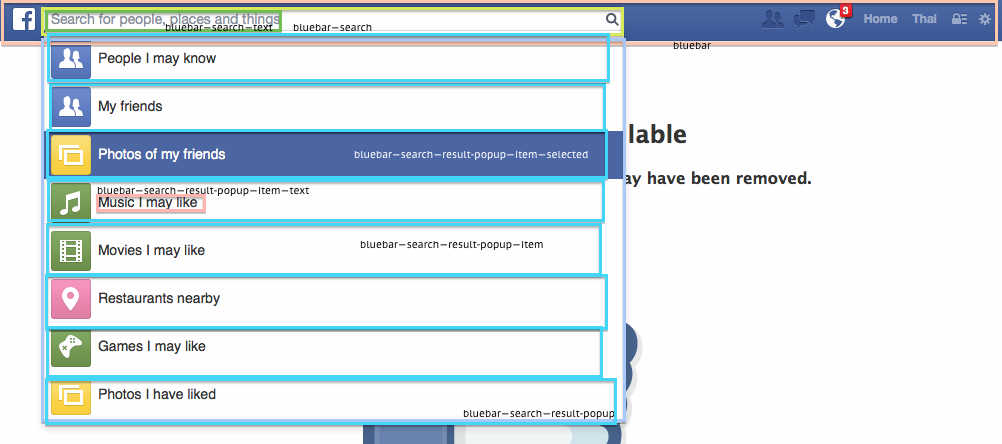 f
Search for people, places and things
3
Home Thai
bluebar-search-text bluebar-search
bluebar
People I may know
My friends
lable
Photos of my friends
bluebar-search-result-popup-item-selected
ay have been removed.
bluebar-search-result-popup-item-text
Music I may like
bluebar-search-result-popup-item
Movies I may like
Restaurants nearby
Games I may like
Photos I have liked
bluebar-search-result-popup